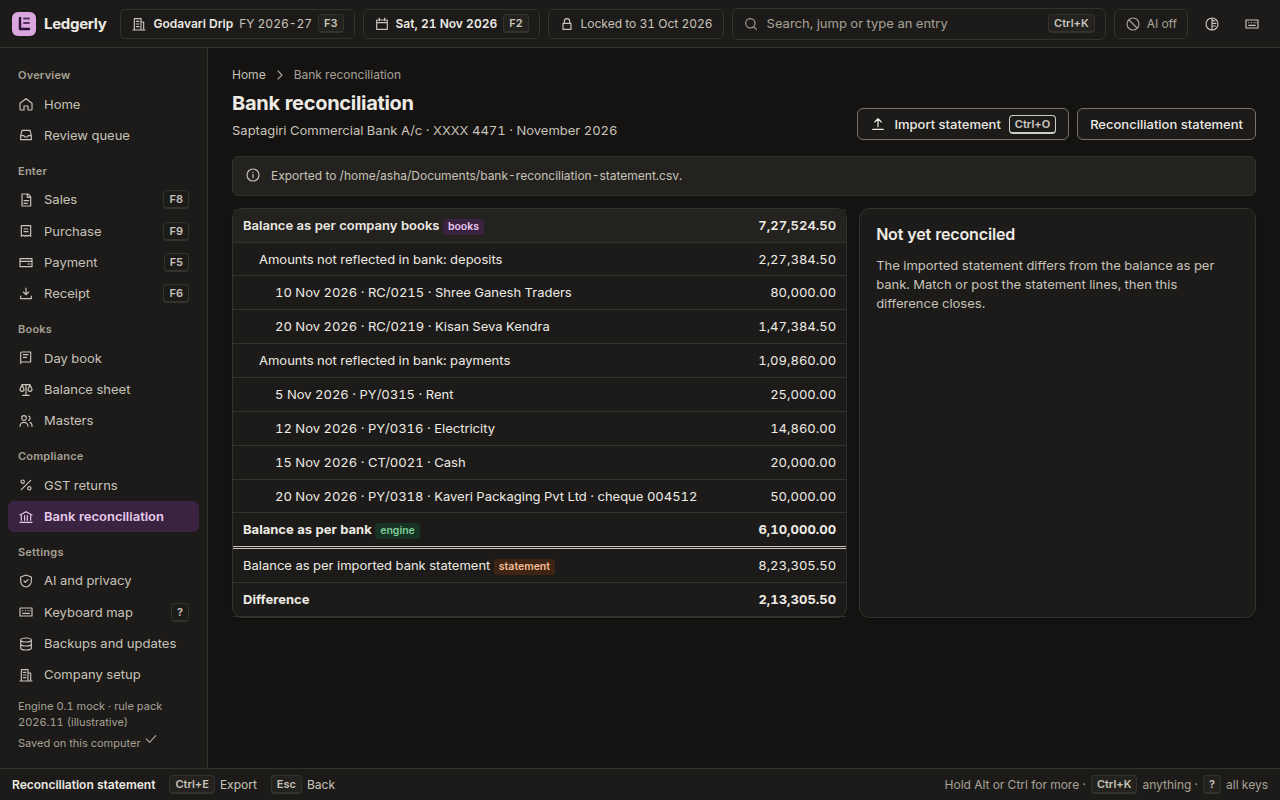 Ledgerly
Godavari Drip FY 2026-27 F3
Sat, 21 Nov 2026 F2
Locked to 31 Oct 2026
Search, jump or type an entry Ctrl+K
AI off
Overview
Home
Review queue
Enter
Sales F8
Purchase F9
Payment F5
Receipt F6
Books
Day book
Balance sheet
Masters
Compliance
GST returns
Bank reconciliation
Settings
AI and privacy
Keyboard map ?
Backups and updates
Company setup
Engine 0.1 mock · rule pack
2026.11 (illustrative)
Saved on this computer
Home > Bank reconciliation
Bank reconciliation
Saptagiri Commercial Bank A/c · XXXX 4471 · November 2026
Import statement Ctrl+O
Reconciliation statement
Exported to /home/asha/Documents/bank-reconciliation-statement.csv.
Balance as per company books books 7,27,524.50
Amounts not reflected in bank: deposits 2,27,384.50
10 Nov 2026 · RC/0215 · Shree Ganesh Traders 80,000.00
20 Nov 2026 · RC/0219 · Kisan Seva Kendra 1,47,384.50
Amounts not reflected in bank: payments 1,09,860.00
5 Nov 2026 · PY/0315 · Rent 25,000.00
12 Nov 2026 · PY/0316 · Electricity 14,860.00
15 Nov 2026 · CT/0021 · Cash 20,000.00
20 Nov 2026 · PY/0318 · Kaveri Packaging Pvt Ltd · cheque 004512 50,000.00
Balance as per bank engine 6,10,000.00
Balance as per imported bank statement statement 8,23,305.50
Difference 2,13,305.50
Not yet reconciled
The imported statement differs from the balance as per
bank. Match or post the statement lines, then this
difference closes.
Reconciliation statement Ctrl+E Export Esc Back
Hold Alt or Ctrl for more · Ctrl+K anything · ? all keys